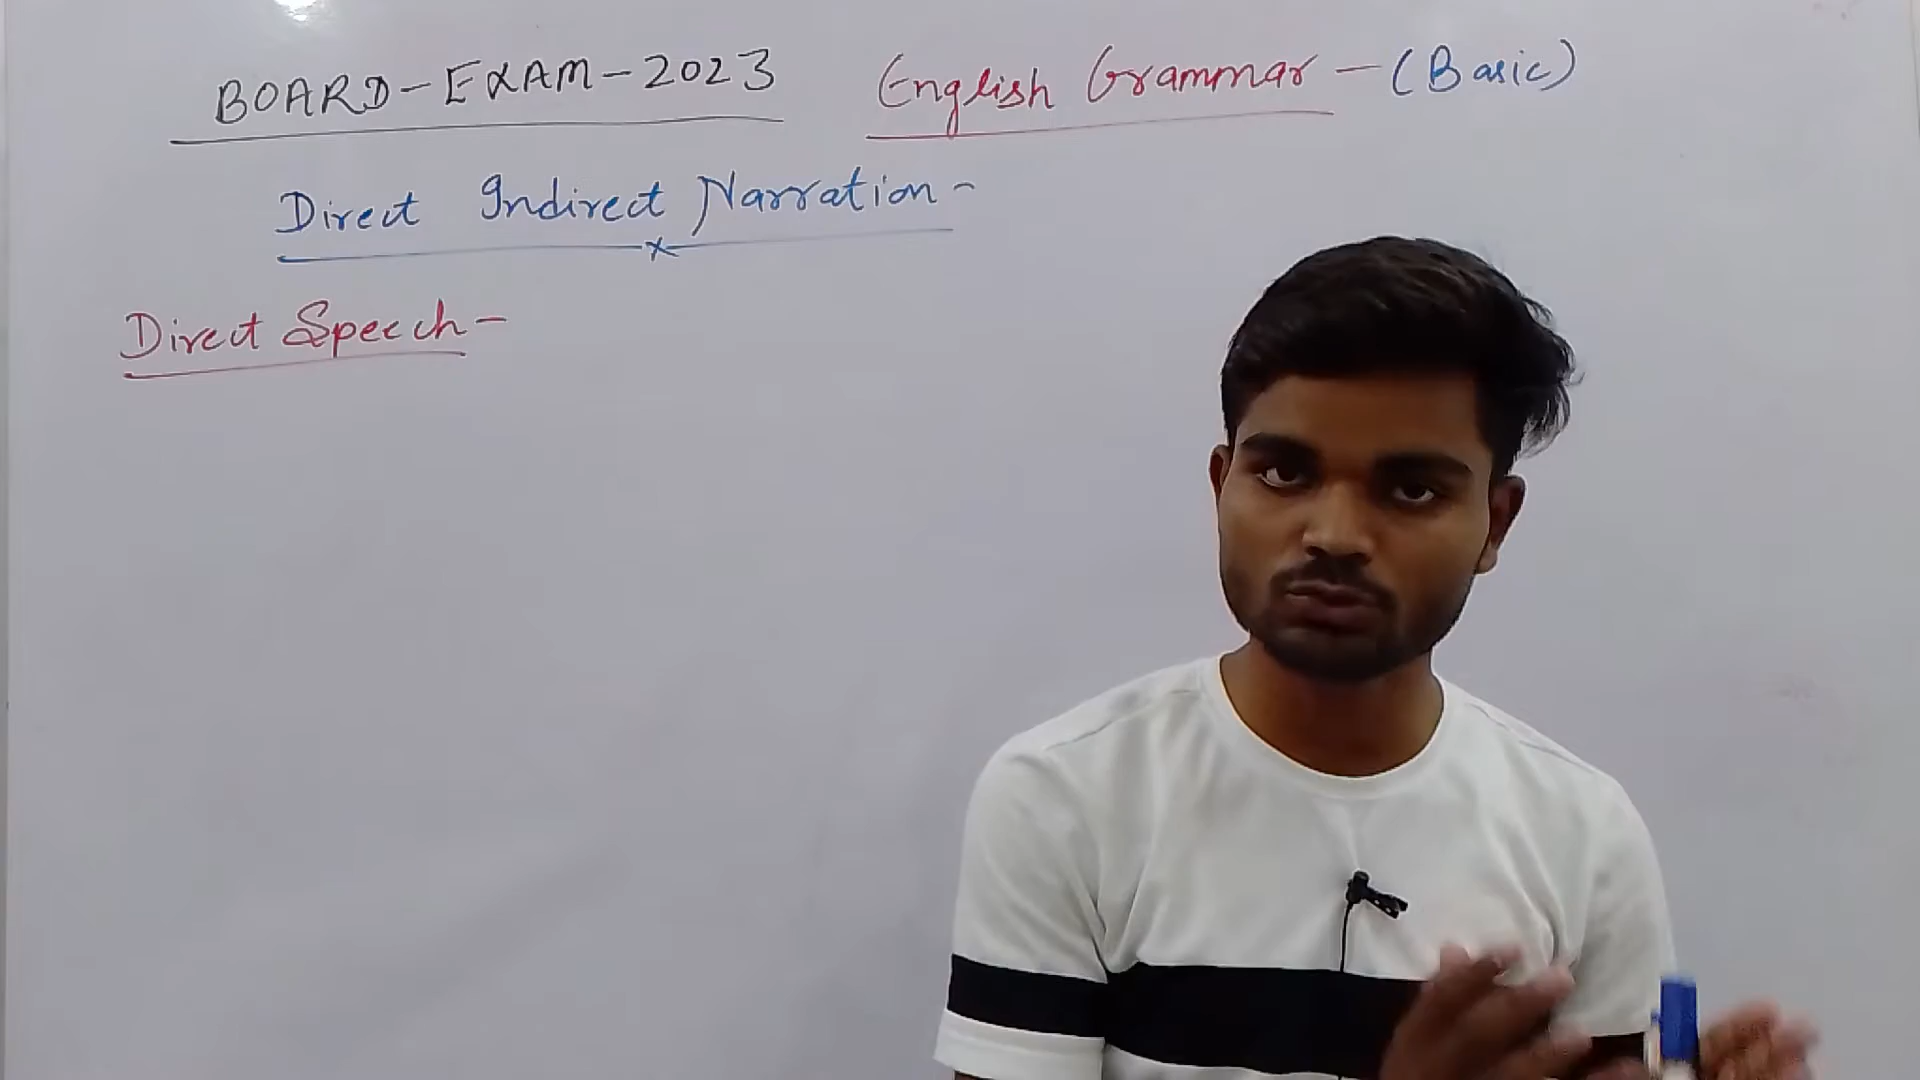 BOARD-EXAM-2023 English Grammar - (Basic)
Direct Indirect Narration -
Direct Speech -